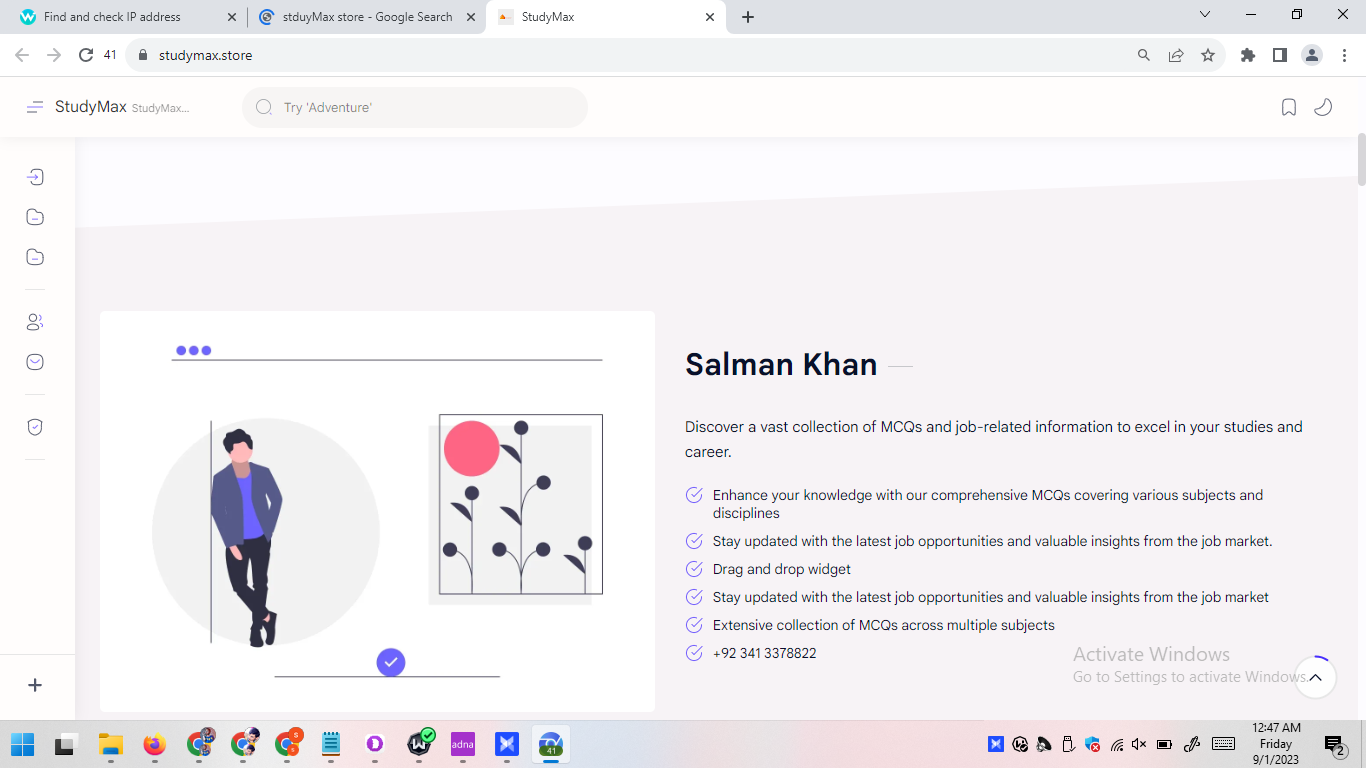 Find and check IP address
stduyMax store - Google Search
StudyMax
41
studymax.store
StudyMax StudyMax...
Try 'Adventure'
Salman Khan
Discover a vast collection of MCQs and job-related information to excel in your studies and
career.
Enhance your knowledge with our comprehensive MCQs covering various subjects and
disciplines
Stay updated with the latest job opportunities and valuable insights from the job market.
Drag and drop widget
Stay updated with the latest job opportunities and valuable insights from the job market
Extensive collection of MCQs across multiple subjects
+92 341 3378822
Activate Windows
Go to Settings to activate Windows.
adna
41
12:47 AM
Friday
9/1/2023
2